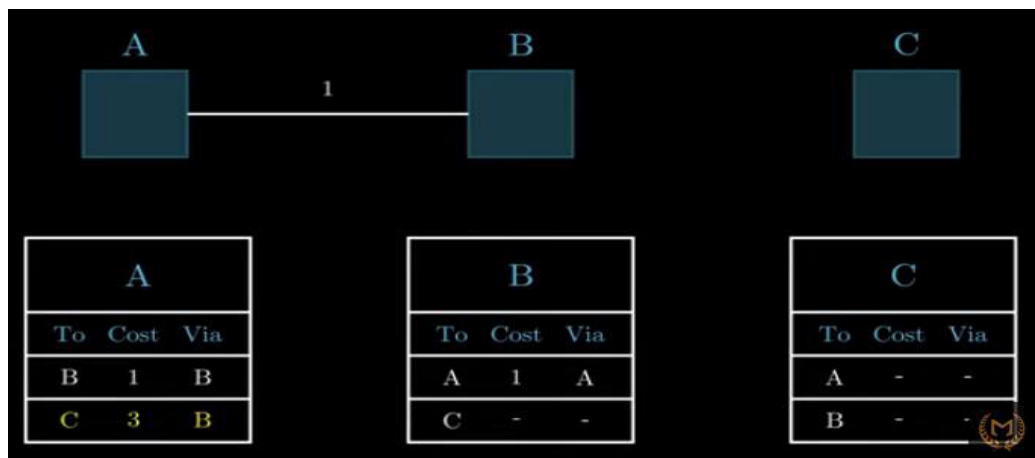 A B C
1
A B C
To Cost Via To Cost Via To Cost Via
B 1 B A 1 A A - -
C 3 B C - - B - -
M